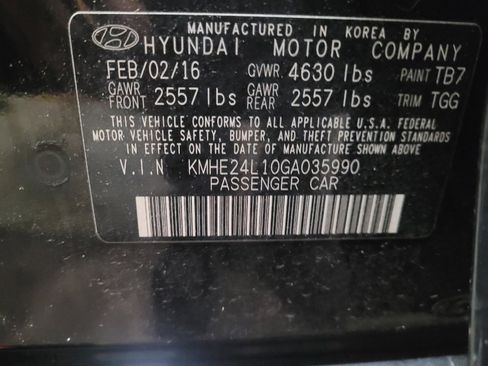 MANUFACTURED IN KOREA BY
HYUNDAI MOTOR COMPANY
FEB/02/16 GVWR 4630 lbs PAINT TB7
GAWR FRONT 2557 lbs GAWR REAR 2557 lbs TRIM TGG
THIS VEHICLE CONFORMS TO ALL APPLICABLE U.S.A. FEDERAL
MOTOR VEHICLE SAFETY, BUMPER, AND THEFT PREVENTION STANDARDS
IN EFFECT ON THE DATE OF MANUFACTURE SHOWN ABOVE.
V.I.N KMHE24L10GA035990
PASSENGER CAR